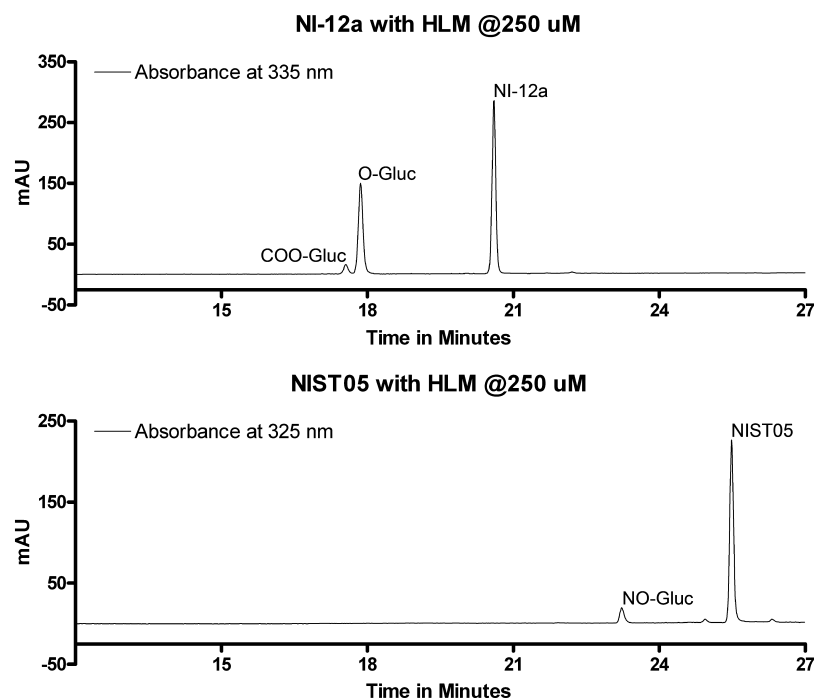 NI-12a with HLM @250 uM
350
Absorbance at 335 nm
NI-12a
250
O-Gluc
150
mAU
COO-Gluc
50
-50
15 18 21 24 27
Time in Minutes
NIST05 with HLM @250 uM
250
Absorbance at 325 nm
NIST05
150
mAU
NO-Gluc
50
-50
15 18 21 24 27
Time in Minutes